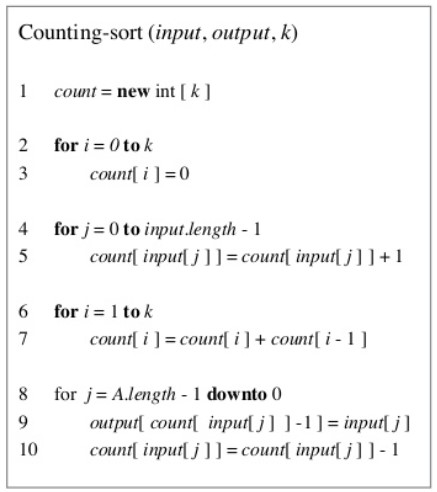 Counting-sort (input, output, k)
1 count = new int [ k ]
2 for i = 0 to k
3 count[ i ] = 0
4 for j = 0 to input.length - 1
5 count[ input[ j ] ] = count[ input[ j ] ] + 1
6 for i = 1 to k
7 count[ i ] = count[ i ] + count[ i - 1 ]
8 for j = A.length - 1 downto 0
9 output[ count[ input[ j ] ] -1 ] = input[ j ]
10 count[ input[ j ] ] = count[ input[ j ] ] - 1